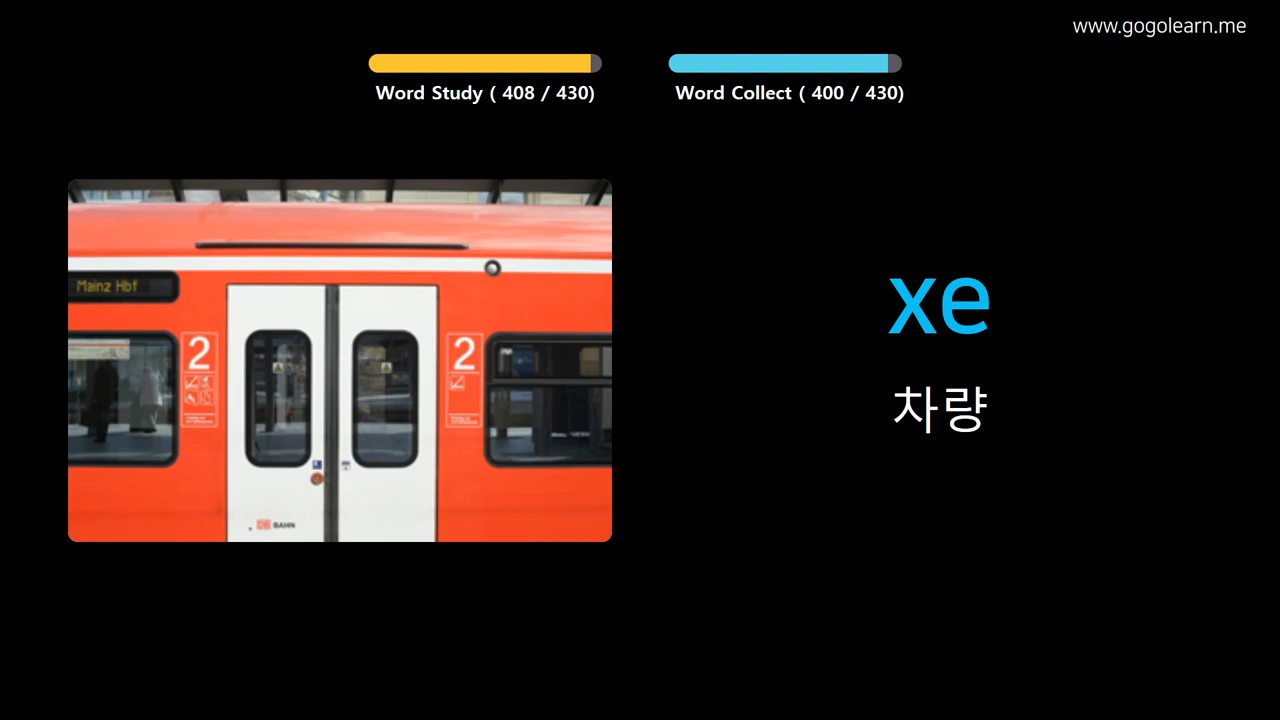 www.gogolearn.me
Word Study ( 408 / 430)
Word Collect ( 400 / 430)
Mainz Hbf
2
2
DB BAHN
xe
차량